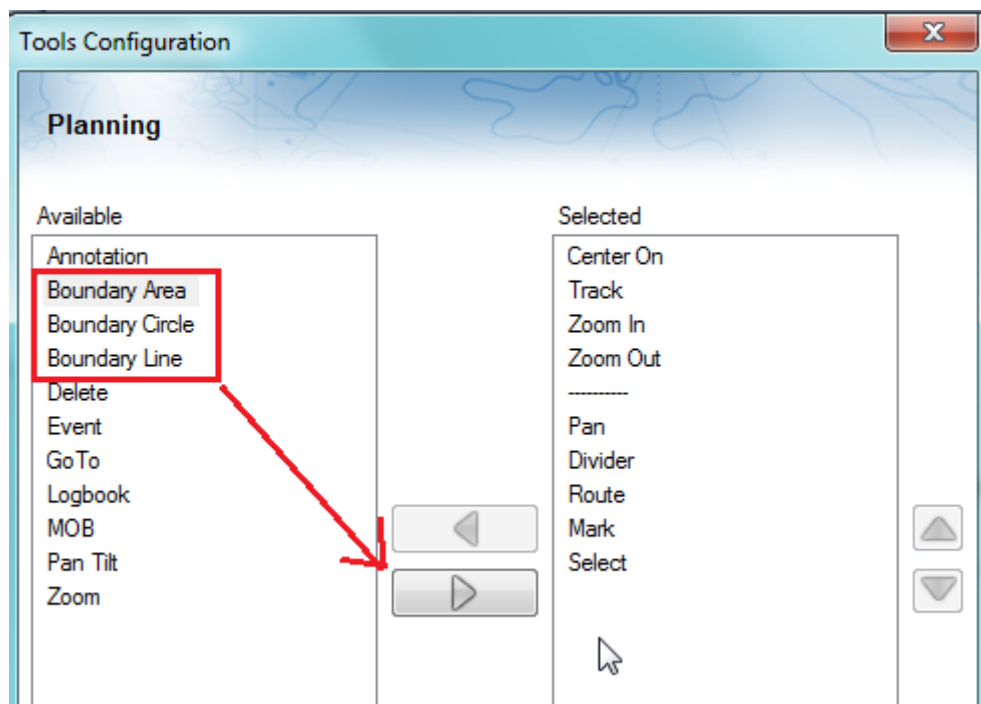 Tools Configuration
Planning
Available
Annotation
Boundary Area
Boundary Circle
Boundary Line
Delete
Event
GoTo
Logbook
MOB
Pan Tilt
Zoom
Selected
Center On
Track
Zoom In
Zoom Out
----------
Pan
Divider
Route
Mark
Select